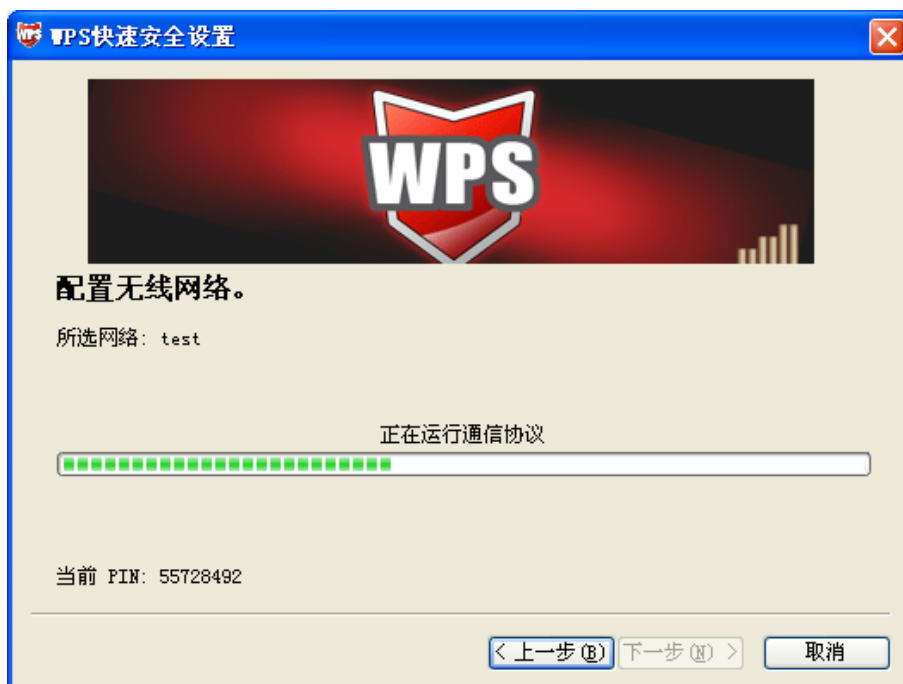 WPS快速安全设置
WPS
配置无线网络。
所选网络: test
正在运行通信协议
当前 PIN: 55728492
< 上一步(B)
下一步(N) >
取消